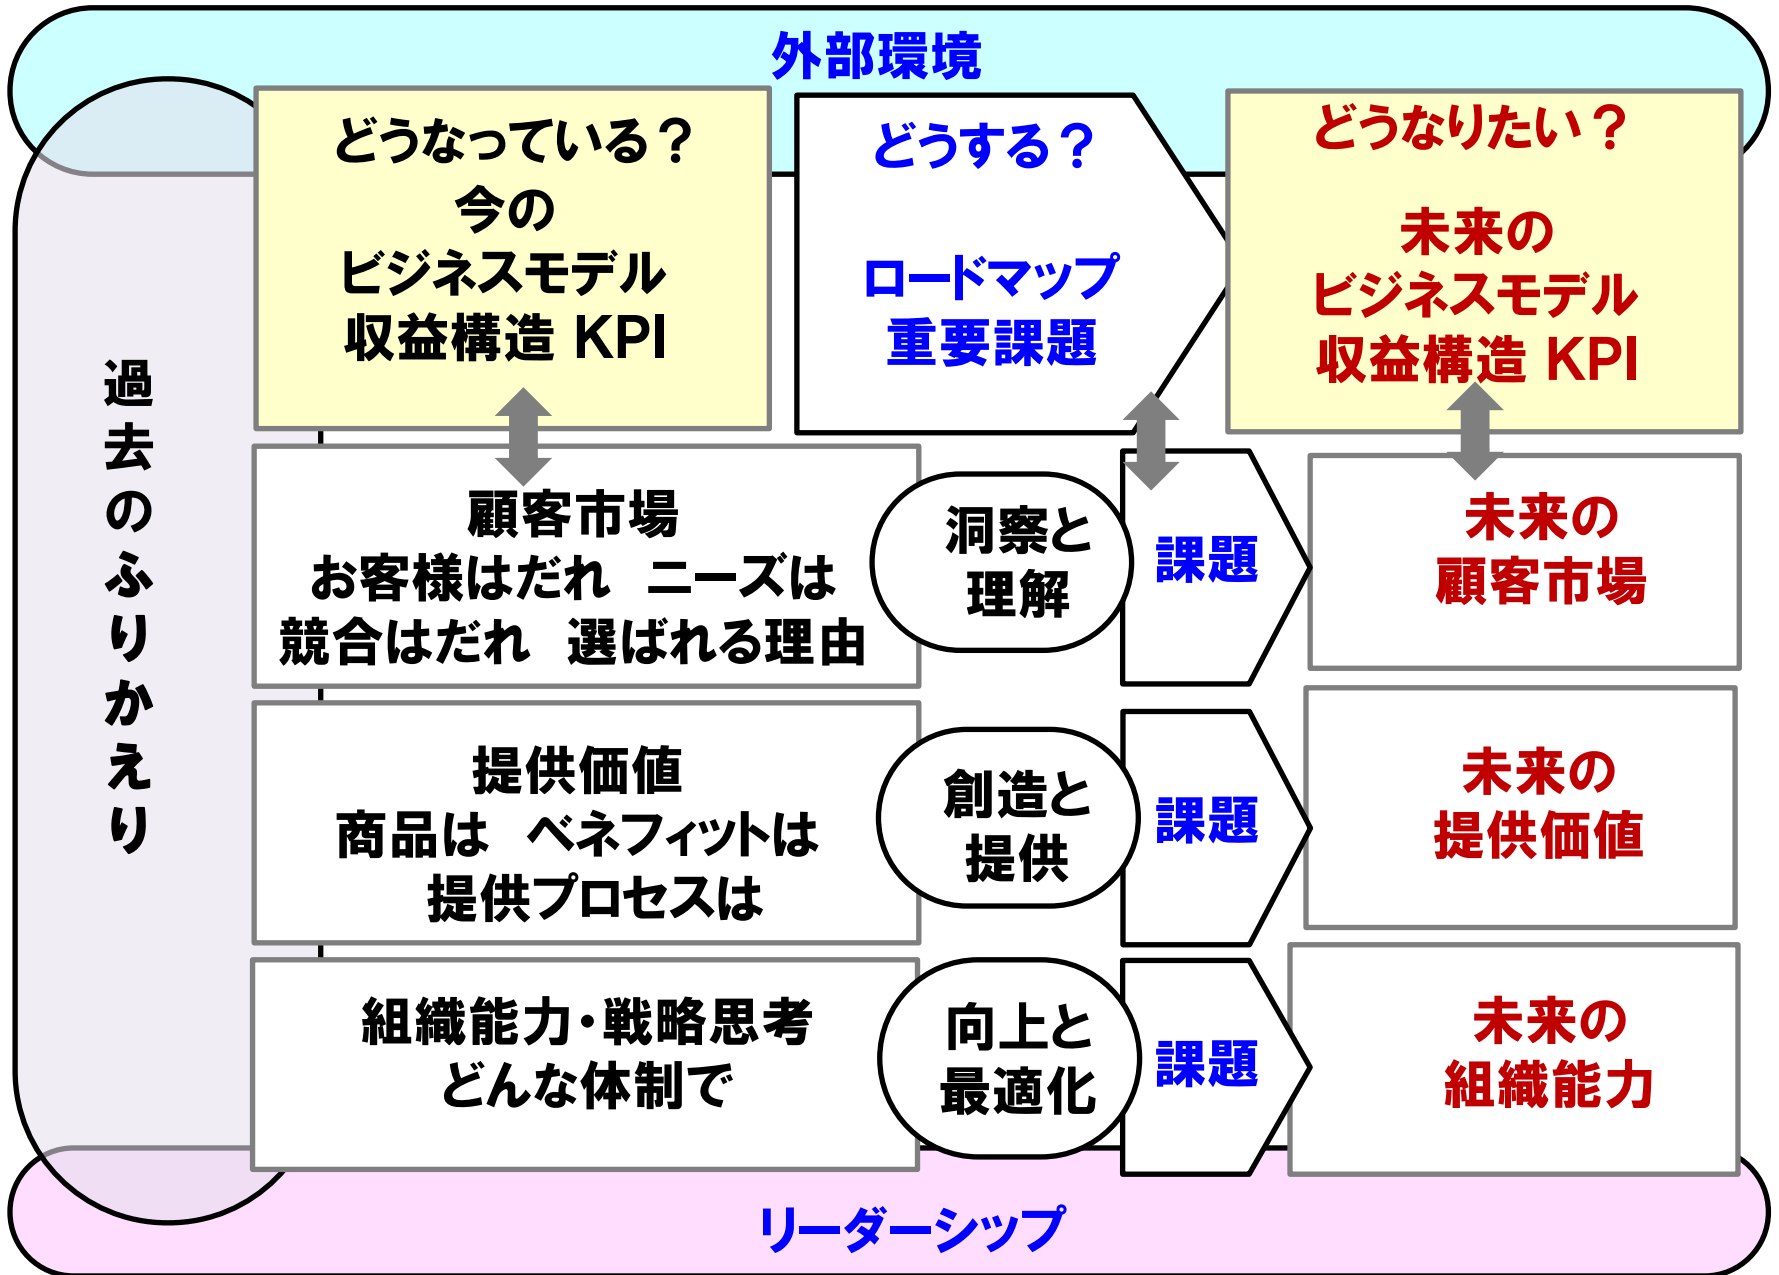 外部環境
過去のふりかえり
どうなっている？
今の
ビジネスモデル
収益構造 KPI
どうする？
ロードマップ
重要課題
どうなりたい？
未来の
ビジネスモデル
収益構造 KPI
顧客市場
お客様はだれ　ニーズは
競合はだれ　選ばれる理由
洞察と
理解
課題
未来の
顧客市場
提供価値
商品は　ベネフィットは
提供プロセスは
創造と
提供
課題
未来の
提供価値
組織能力・戦略思考
どんな体制で
向上と
最適化
課題
未来の
組織能力
リーダーシップ